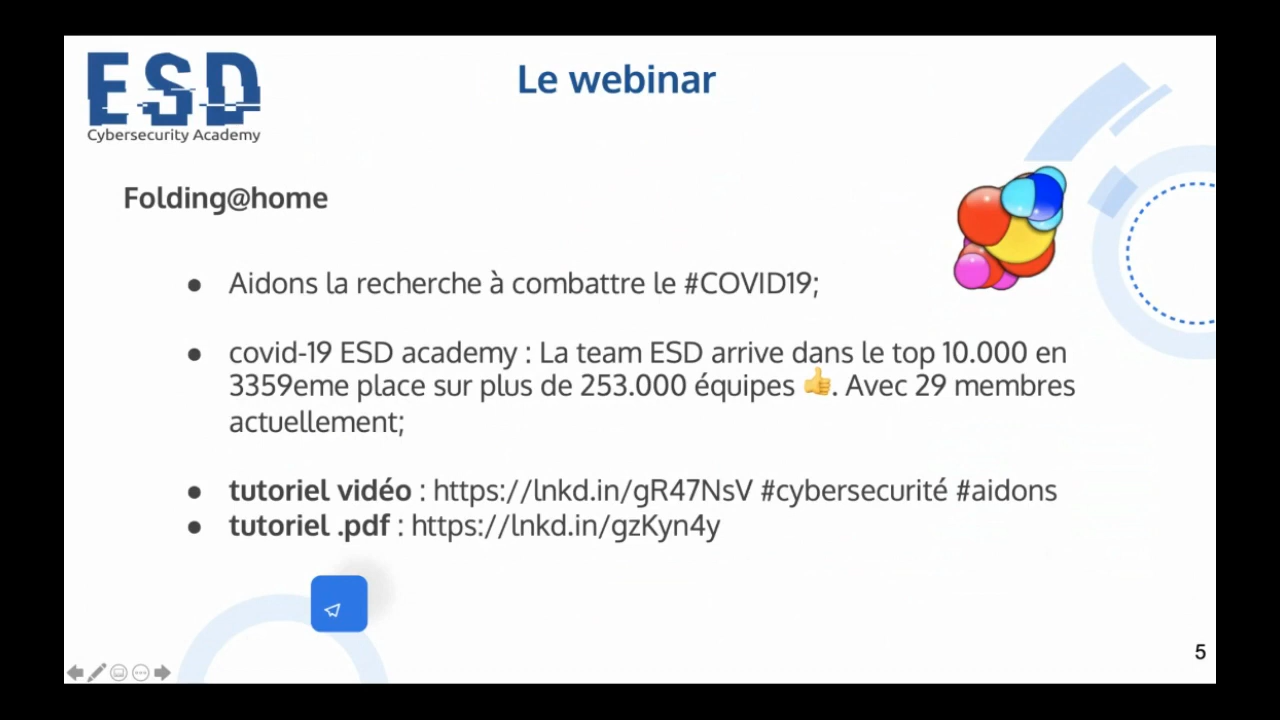 ESD
Cybersecurity Academy
Le webinar
Folding@home
● Aidons la recherche à combattre le #COVID19;
● covid-19 ESD academy : La team ESD arrive dans le top 10.000 en
3359eme place sur plus de 253.000 équipes 👍. Avec 29 membres
actuellement;
● tutoriel vidéo : https://lnkd.in/gR47NsV #cybersecurité #aidons
● tutoriel .pdf : https://lnkd.in/gzKyn4y
5